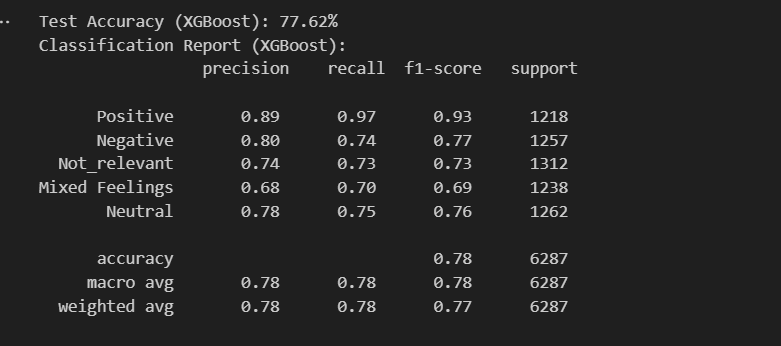 Test Accuracy (XGBoost): 77.62%
Classification Report (XGBoost):
precision recall f1-score support
Positive 0.89 0.97 0.93 1218
Negative 0.80 0.74 0.77 1257
Not_relevant 0.74 0.73 0.73 1312
Mixed Feelings 0.68 0.70 0.69 1238
Neutral 0.78 0.75 0.76 1262
accuracy 0.78 6287
macro avg 0.78 0.78 0.78 6287
weighted avg 0.78 0.78 0.77 6287